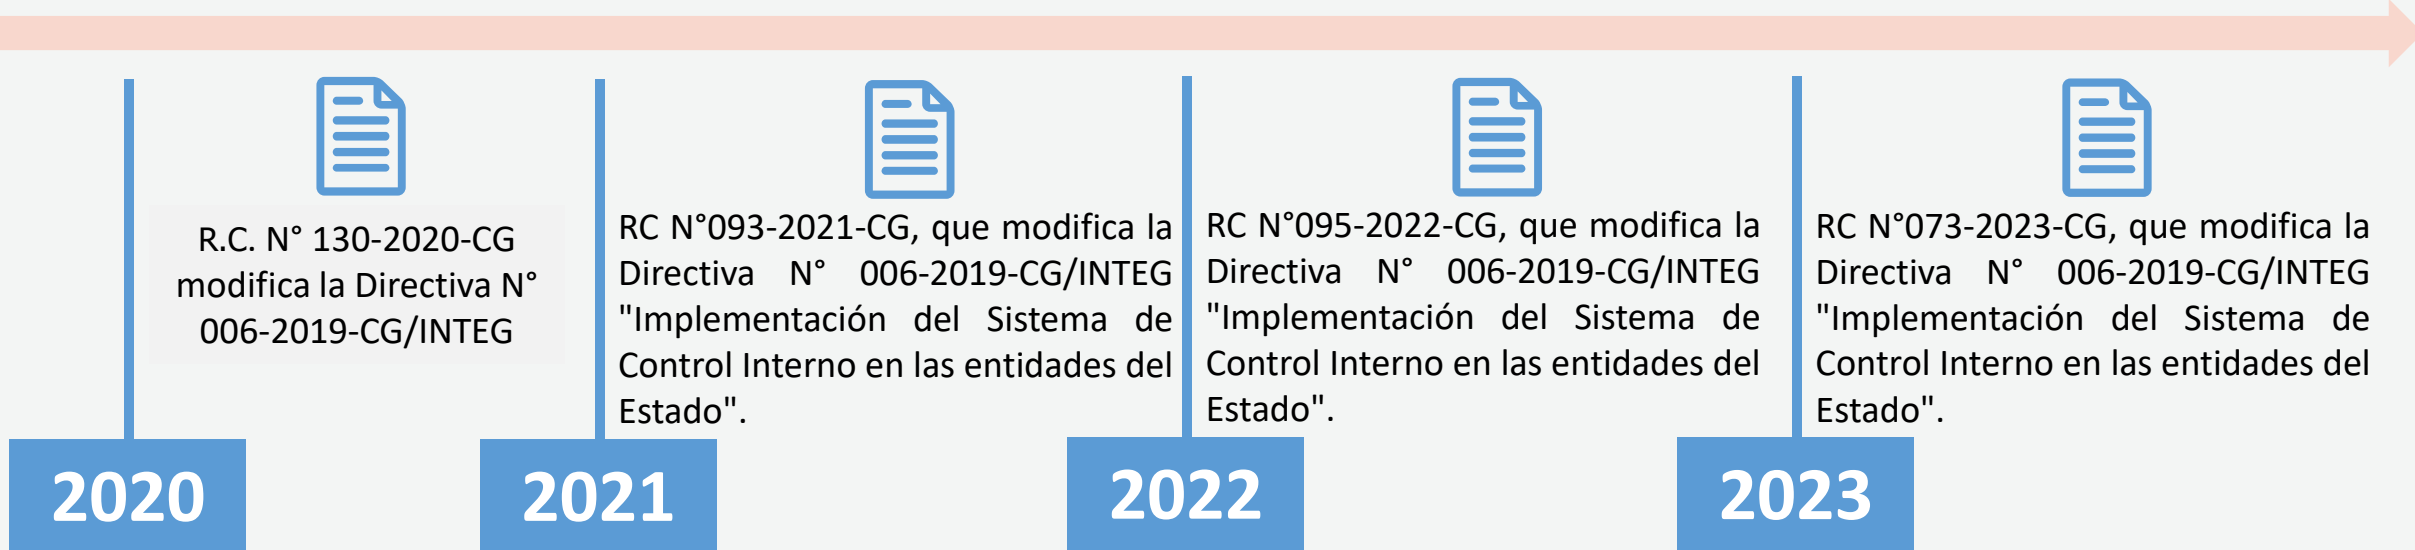 R.C. N° 130-2020-CG
modifica la Directiva N°
006-2019-CG/INTEG
2020
RC N°093-2021-CG, que modifica la
Directiva N° 006-2019-CG/INTEG
"Implementación del Sistema de
Control Interno en las entidades del
Estado".
2021
RC N°095-2022-CG, que modifica la
Directiva N° 006-2019-CG/INTEG
"Implementación del Sistema de
Control Interno en las entidades del
Estado".
2022
RC N°073-2023-CG, que modifica la
Directiva N° 006-2019-CG/INTEG
"Implementación del Sistema de
Control Interno en las entidades del
Estado".
2023